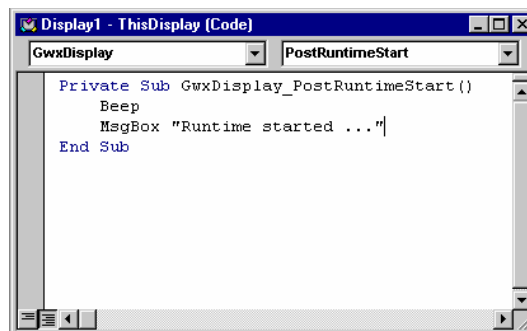 Display1 - ThisDisplay (Code)
GwxDisplay PostRuntimeStart
Private Sub GwxDisplay_PostRuntimeStart()
Beep
MsgBox "Runtime started ..."
End Sub